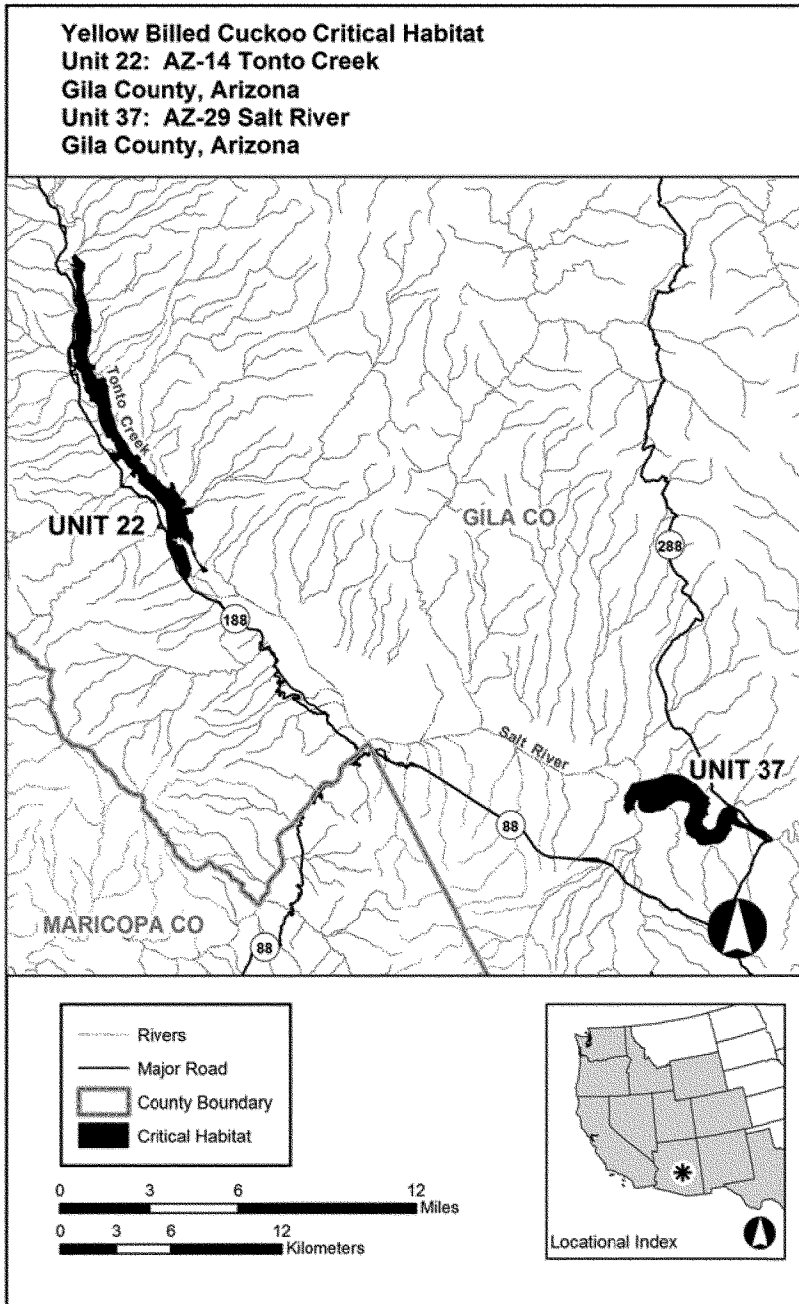 Yellow Billed Cuckoo Critical Habitat
Unit 22: AZ-14 Tonto Creek
Gila County, Arizona
Unit 37: AZ-29 Salt River
Gila County, Arizona
Tonto Creek
UNIT 22
GILA CO
288
188
Salt River
UNIT 37
88
MARICOPA CO
88
Rivers
Major Road
County Boundary
Critical Habitat
0 3 6 12
Miles
0 3 6 12
Kilometers
Locational Index